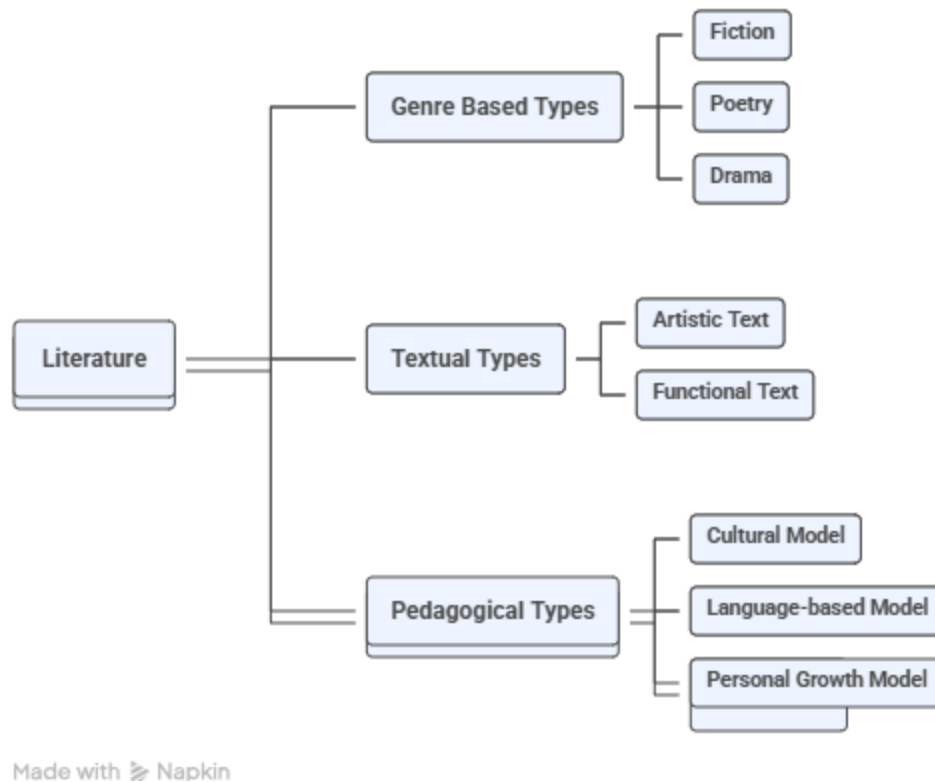 Fiction
Genre Based Types
Poetry
Drama
Literature
Textual Types
Artistic Text
Functional Text
Pedagogical Types
Cultural Model
Language-based Model
Personal Growth Model
Made with Napkin